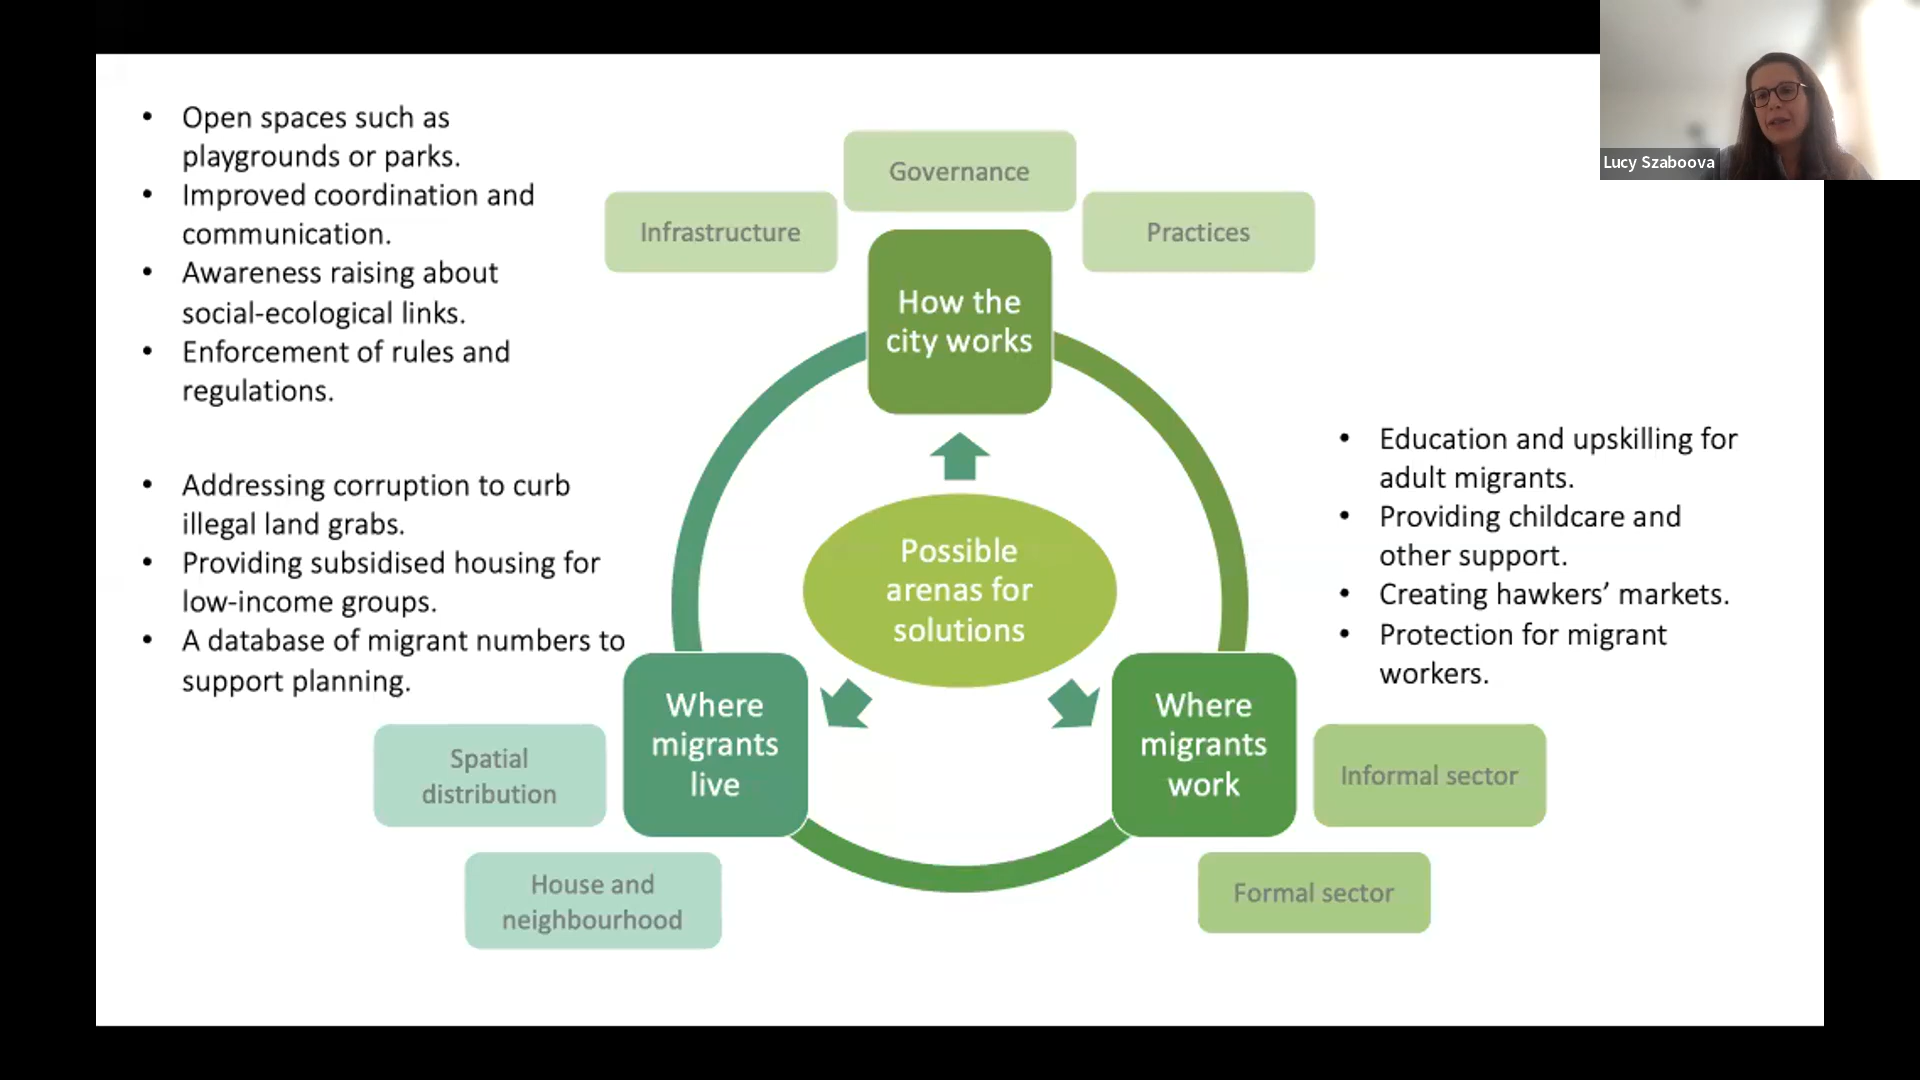 • Open spaces such as
playgrounds or parks.
• Improved coordination and
communication.
• Awareness raising about
social-ecological links.
• Enforcement of rules and
regulations.
• Addressing corruption to curb
illegal land grabs.
• Providing subsidised housing for
low-income groups.
• A database of migrant numbers to
support planning.
Governance
Infrastructure
Practices
How the
city works
Possible
arenas for
solutions
Where
migrants
live
Where
migrants
work
Spatial
distribution
House and
neighbourhood
Informal sector
Formal sector
• Education and upskilling for
adult migrants.
• Providing childcare and
other support.
• Creating hawkers’ markets.
• Protection for migrant
workers.
Lucy Szaboova